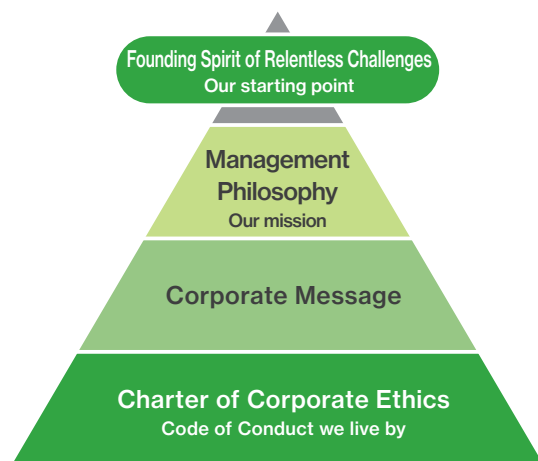 Founding Spirit of Relentless Challenges
Our starting point
Management
Philosophy
Our mission
Corporate Message
Charter of Corporate Ethics
Code of Conduct we live by